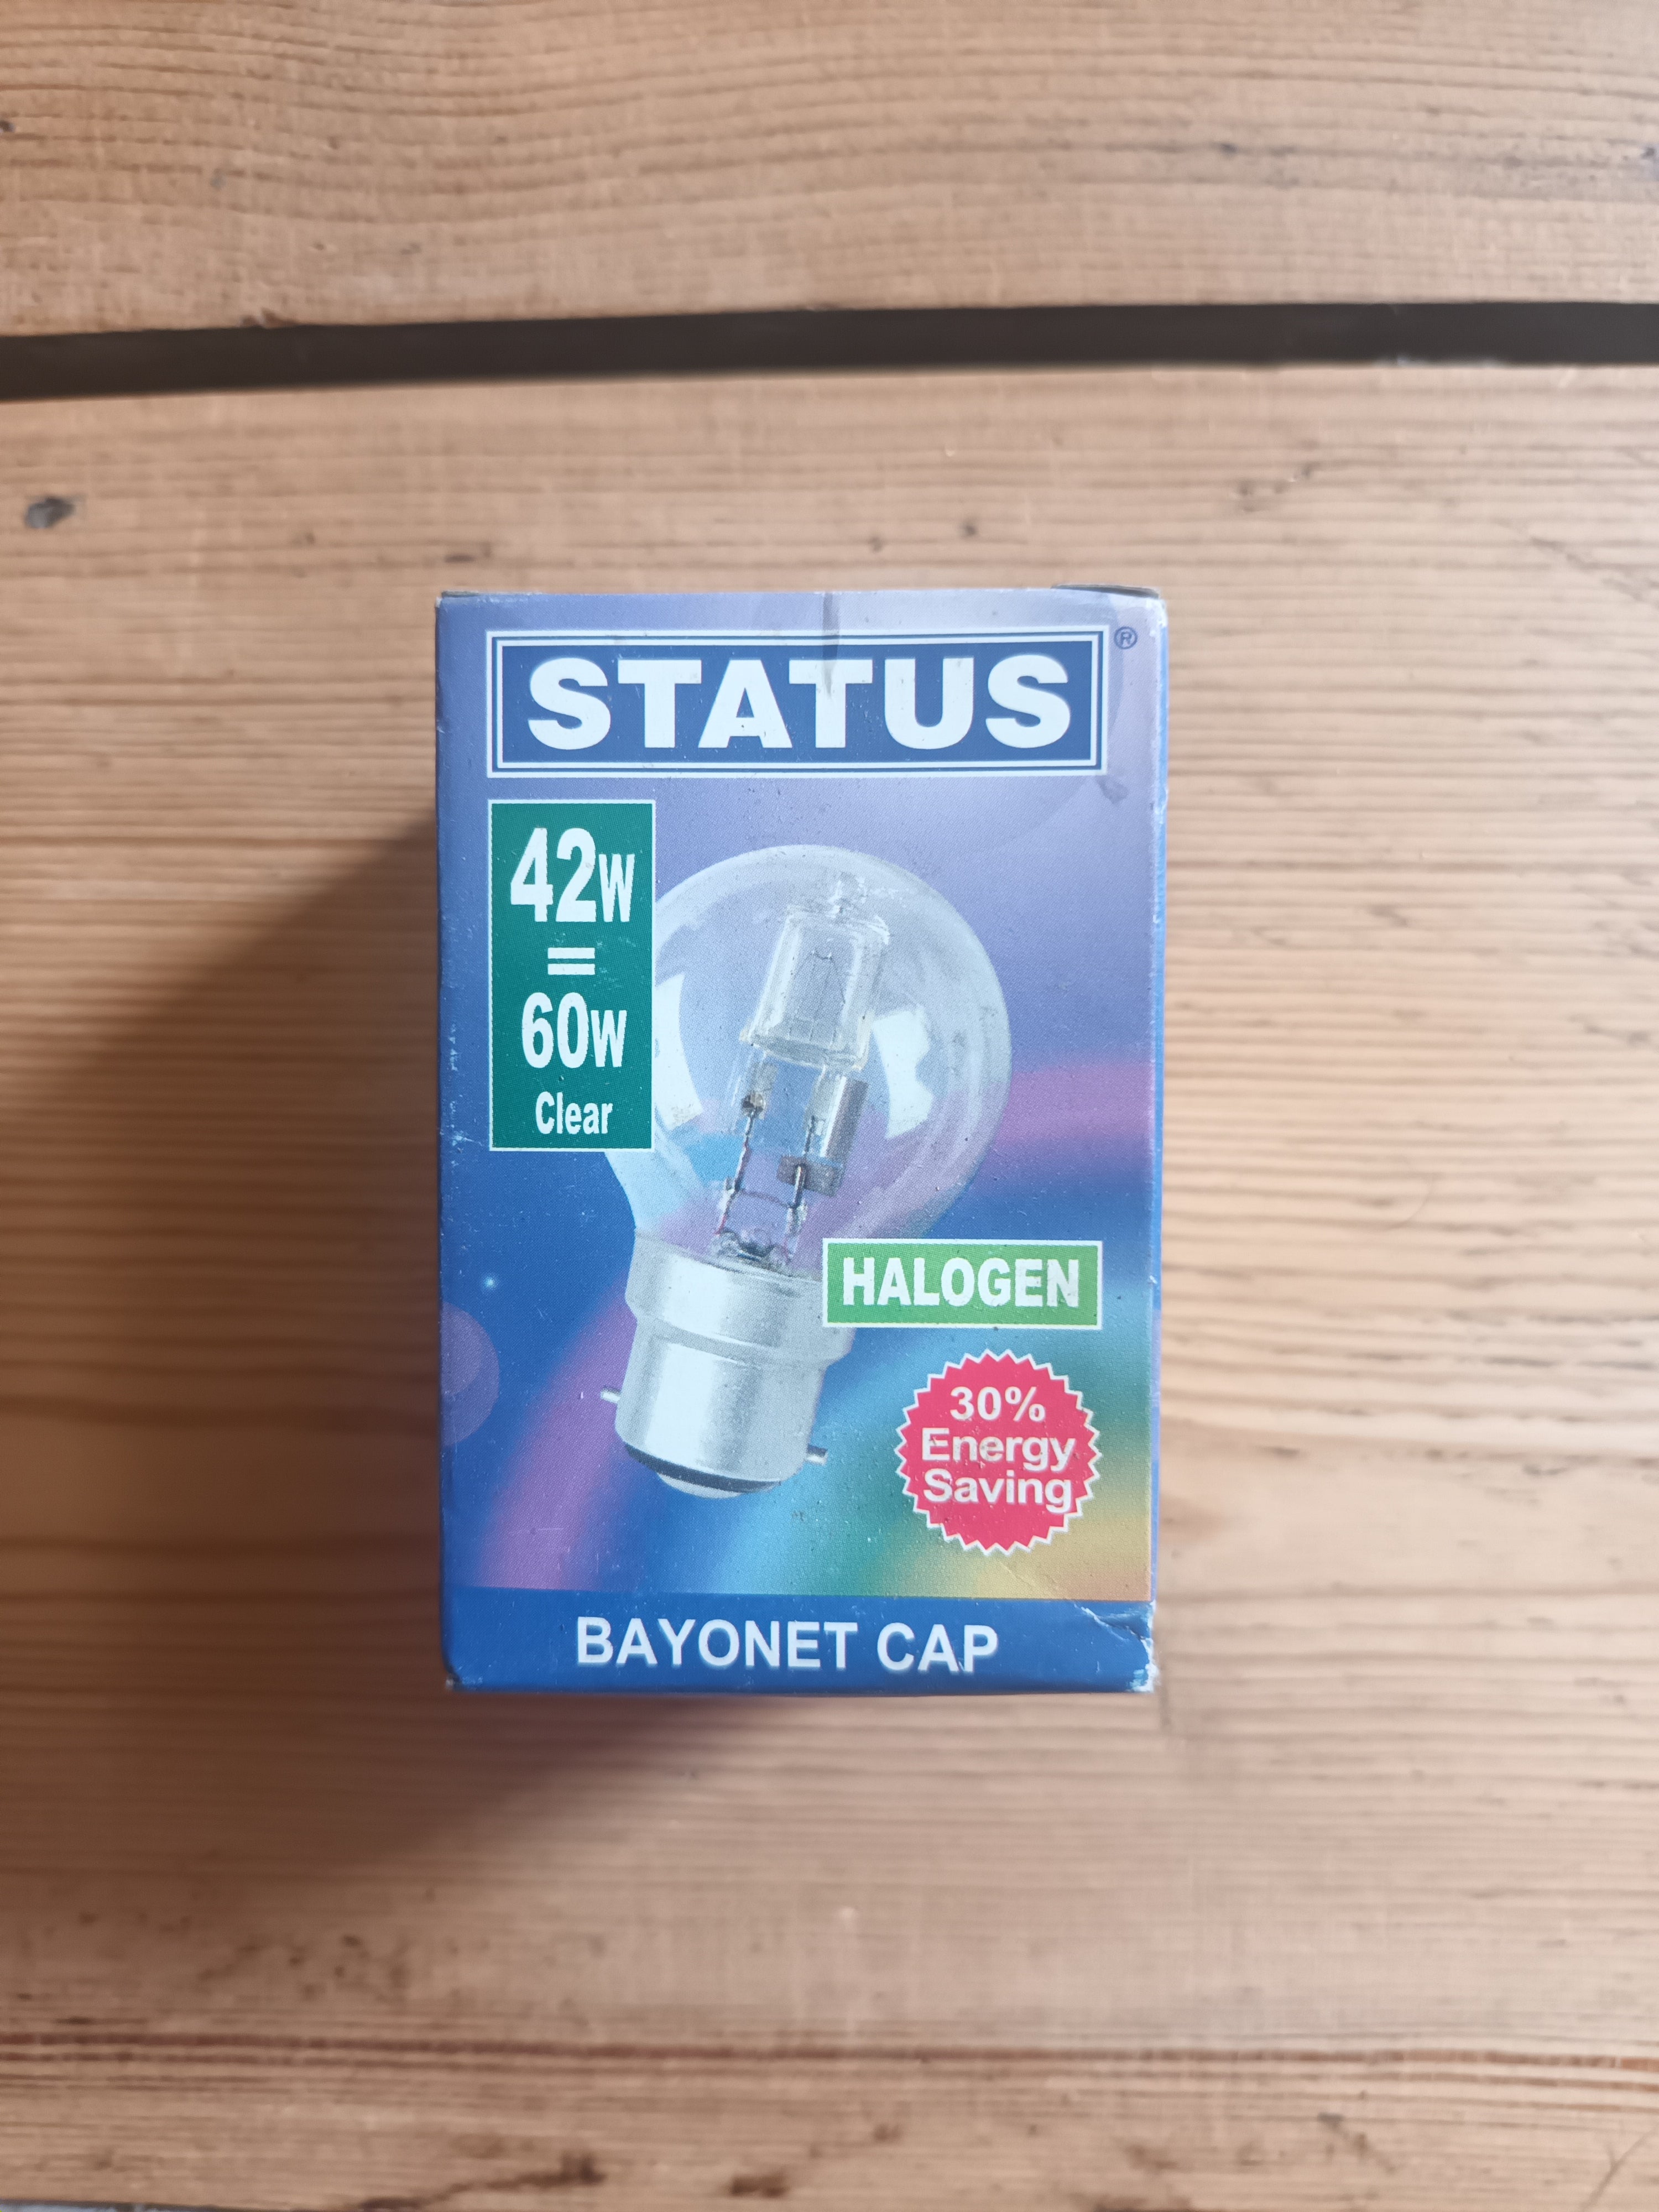 STATUS®
42W
=
60W
Clear
HALOGEN
30%
Energy
Saving
BAYONET CAP